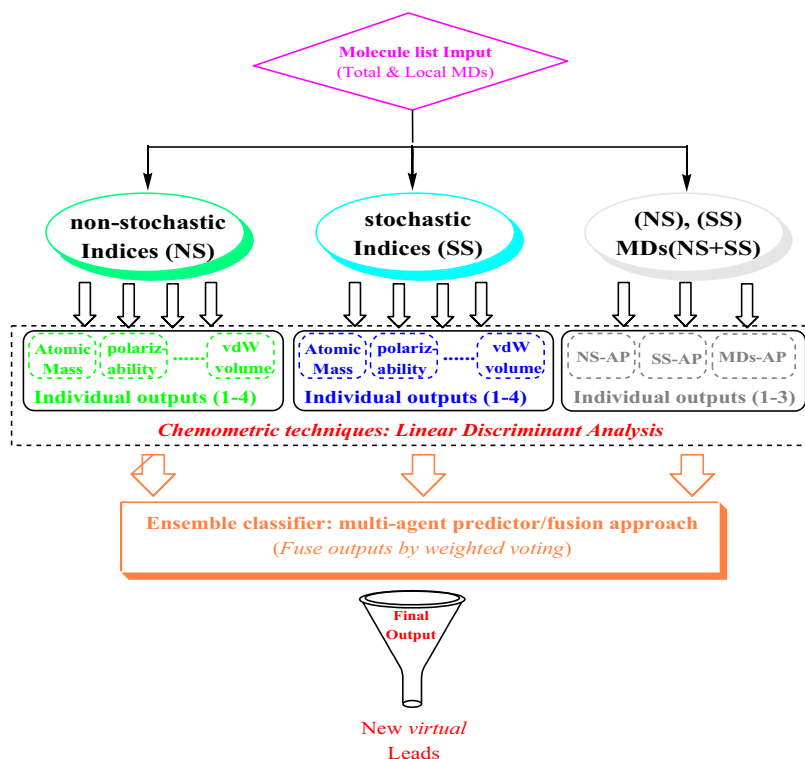 Molecule list Imput
(Total & Local MDs)
non-stochastic
Indices (NS)
stochastic
Indices (SS)
(NS), (SS)
MDs(NS+SS)
Atomic
Mass
polariz-
ability
......
vdW
volume
Individual outputs (1-4)
Atomic
Mass
polariz-
ability
......
vdW
volume
Individual outputs (1-4)
NS-AP
SS-AP
MDs-AP
Individual outputs (1-3)
Chemometric techniques: Linear Discriminant Analysis
Ensemble classifier: multi-agent predictor/fusion approach
(Fuse outputs by weighted voting)
Final
Output
New virtual
Leads